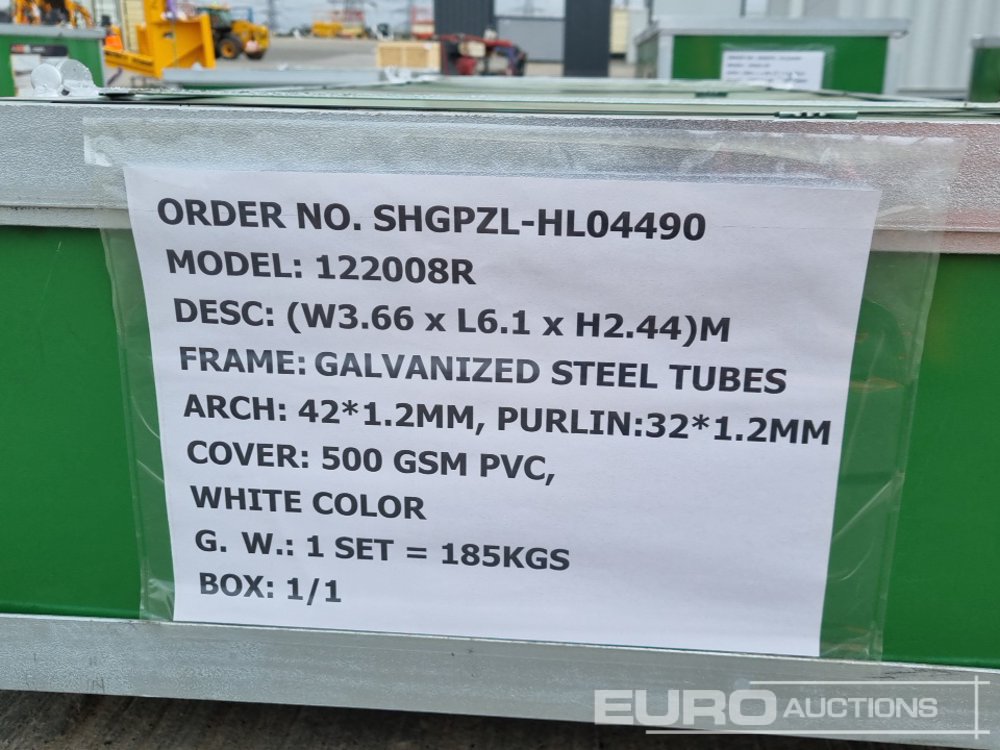 ORDER NO. SHGPZL-HL04490
MODEL: 122008R
DESC: (W3.66 x L6.1 x H2.44)M
FRAME: GALVANIZED STEEL TUBES
ARCH: 42*1.2MM, PURLIN:32*1.2MM
COVER: 500 GSM PVC,
WHITE COLOR
G. W.: 1 SET = 185KGS
BOX: 1/1
EURO AUCTIONS